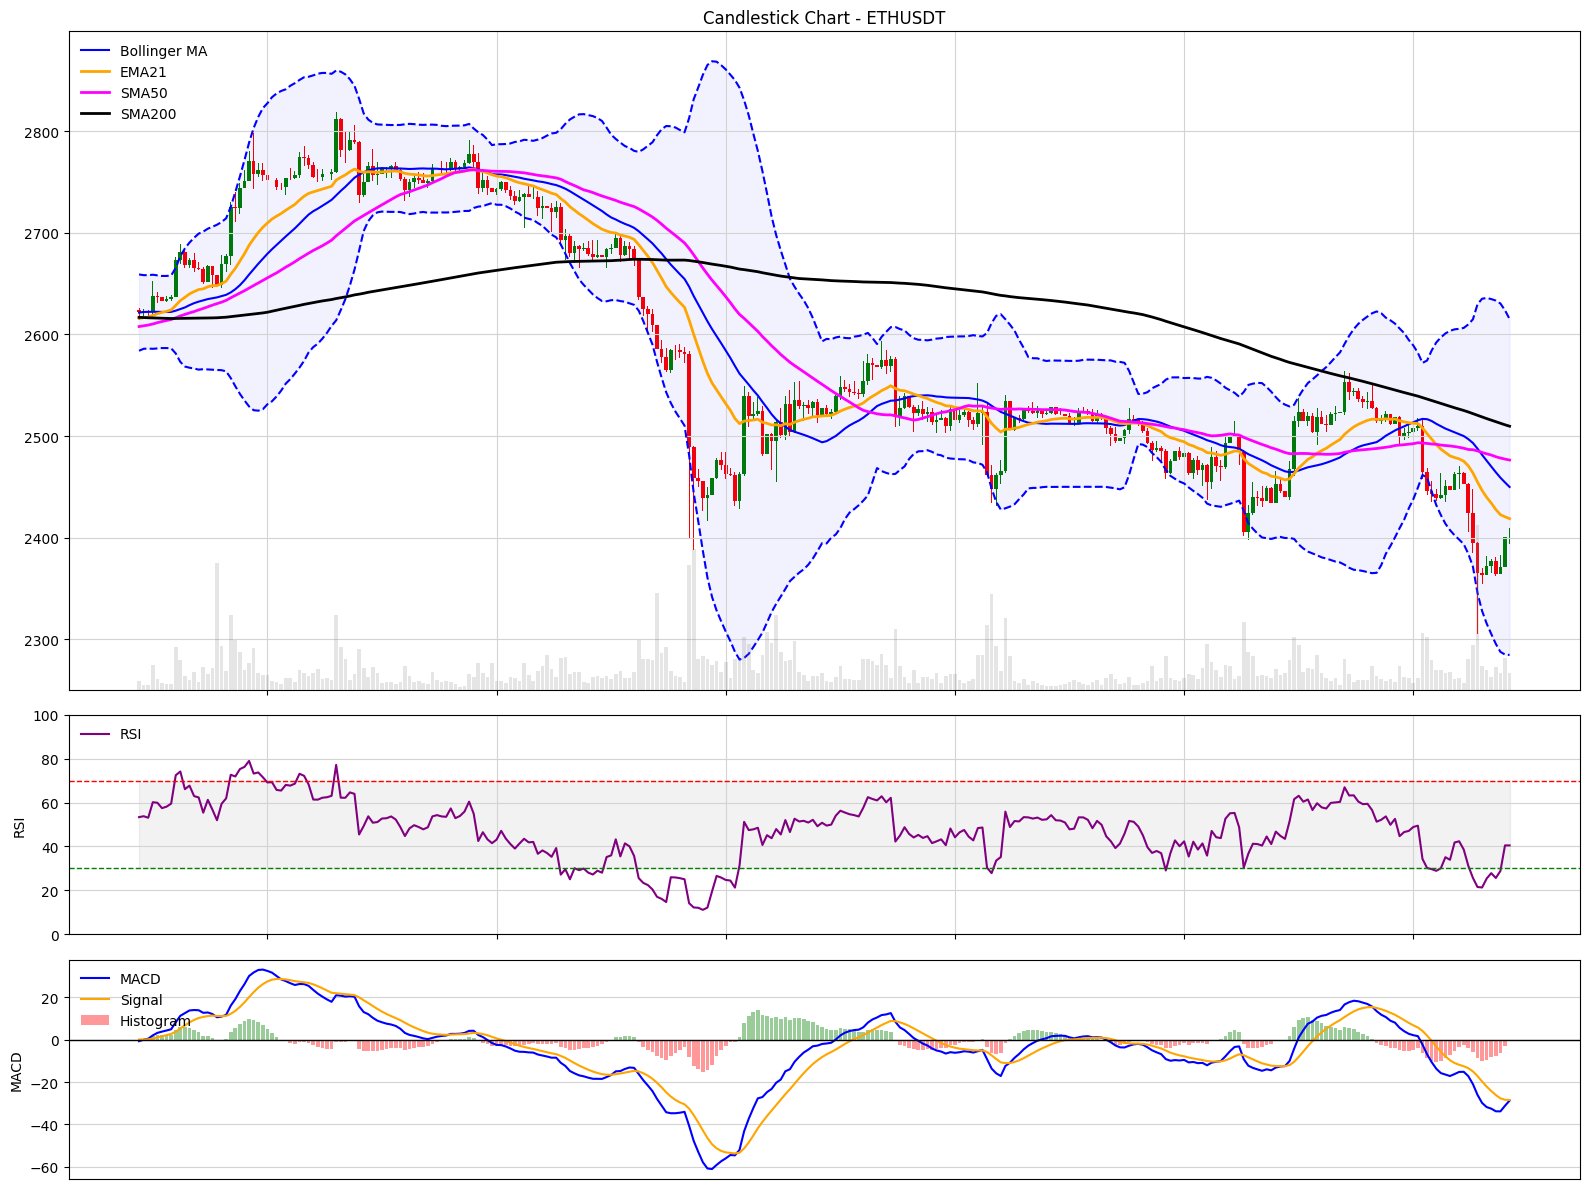 Candlestick Chart - ETHUSDT
Bollinger MA
EMA21
SMA50
SMA200
2800
2700
2600
2500
2400
2300
RSI
100
80
60
40
20
0
RSI
MACD
Signal
Histogram
20
0
−20
−40
−60
MACD